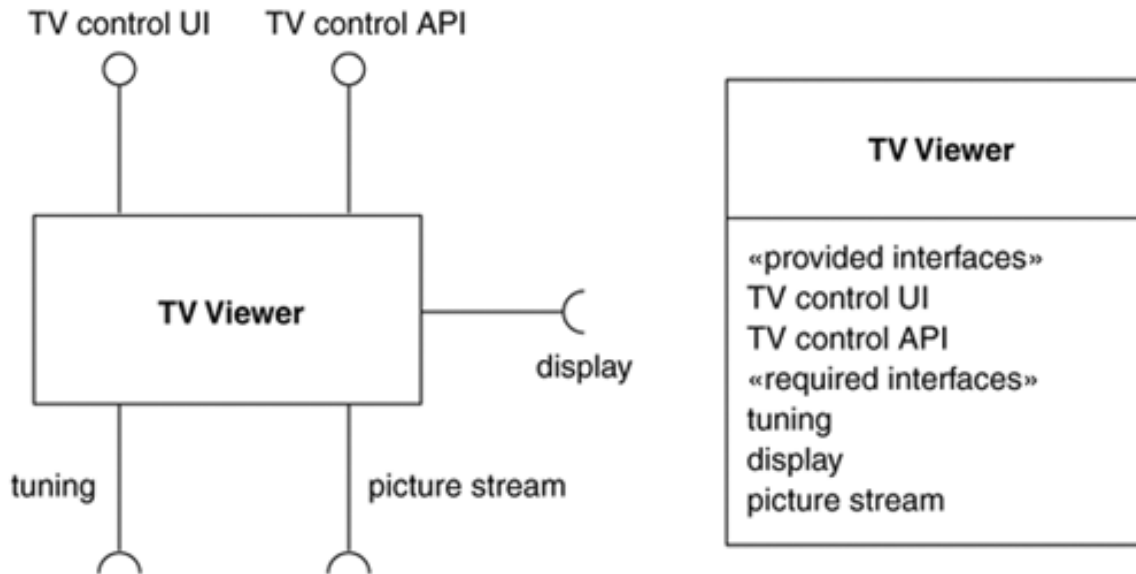 TV control UI
TV control API
TV Viewer
display
tuning
picture stream
TV Viewer
«provided interfaces»
TV control UI
TV control API
«required interfaces»
tuning
display
picture stream